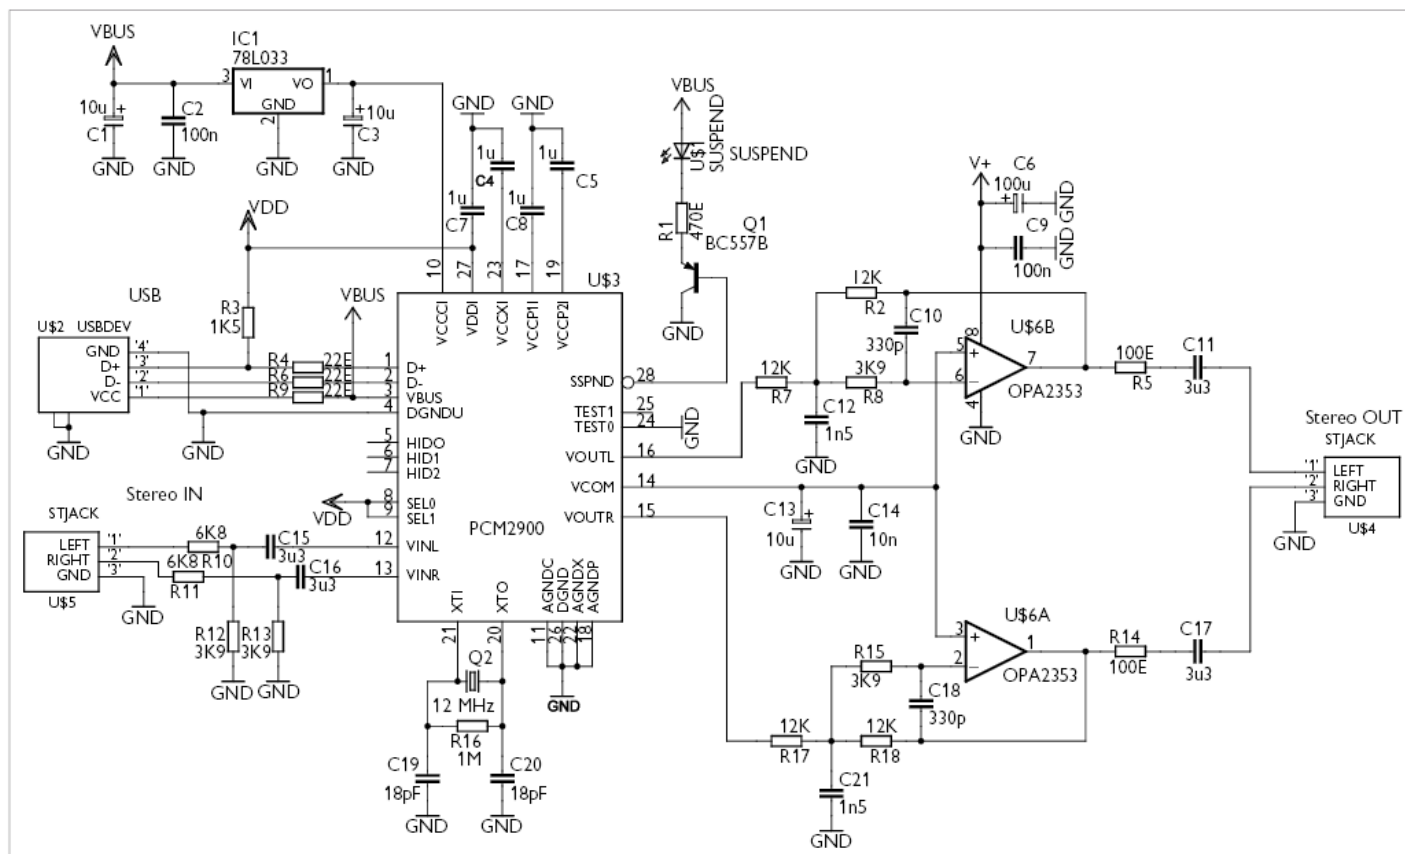 VBUS
IC1
78L033
3
VI
VO
1
GND
2
10u
+
C1
C2
100n
+
10u
C3
GND
GND
GND
GND
GND
GND
1u
C4
1u
C5
1u
C7
1u
C8
VDD
VBUS
U$1
SUSPEND
SUSPEND
R1
470E
Q1
BC557B
GND
V+
C6
100u
+
GND
C9
100n
GND
10
27
23
17
19
U$3
VCCCI
VDDI
VCCXI
VCCP1I
VCCP2I
USB
U$2
USBDEV
GND
'4'
D+
'3'
D-
'2'
VCC
'1'
GND
R3
1K5
VBUS
R4
22E
R6
22E
R9
22E
GND
1
D+
2
D-
3
VBUS
4
DGNDU
5
HID0
6
HID1
7
HID2
8
SEL0
9
SEL1
VDD
12
VINL
13
VINR
PCM2900
SSPND
28
TEST1
25
TEST0
24
GND
VOUTL
16
VCOM
14
VOUTR
15
XTI
XTO
AGNDC
DGND
AGNDX
AGNDP
21
20
11
26
22
18
GND
Stereo IN
STJACK
LEFT
'1'
RIGHT
'2'
GND
'3'
U$5
GND
6K8
R10
6K8
R11
C15
3u3
C16
3u3
R12
3K9
R13
3K9
GND
GND
Q2
12 MHz
R16
1M
C19
18pF
C20
18pF
GND
GND
12K
R2
C10
330p
12K
R7
3K9
R8
C12
1n5
GND
8
5
+
6
−
4
7
U$6B
OPA2353
GND
100E
R5
C11
3u3
Stereo OUT
STJACK
'1'
LEFT
'2'
RIGHT
'3'
GND
U$4
GND
C13
+
10u
GND
C14
10n
GND
U$6A
3
+
2
−
1
OPA2353
R14
100E
C17
3u3
R15
3K9
C18
330p
12K
R17
12K
R18
C21
1n5
GND